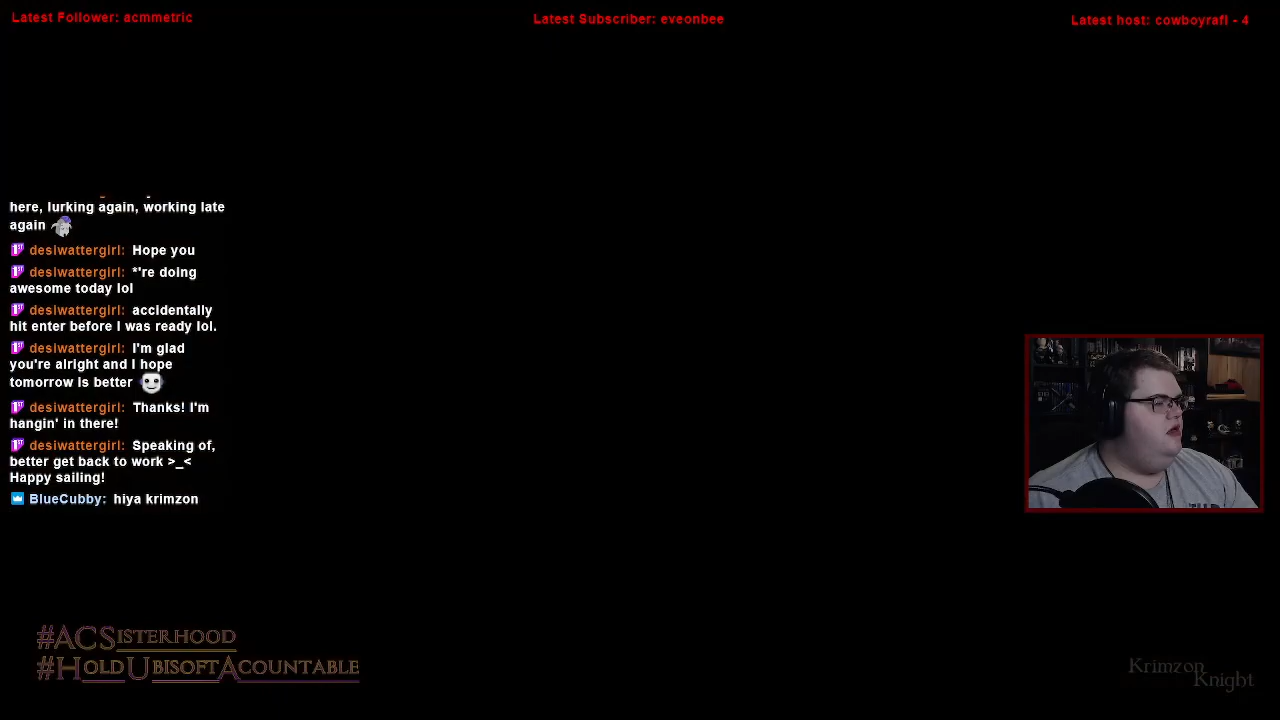 Latest Follower: acmmetric
Latest Subscriber: eveonbee
Latest host: cowboyrafl - 4
here, lurking again, working late
again
desiwattergirl: Hope you
desiwattergirl: *'re doing
awesome today lol
desiwattergirl: accidentally
hit enter before I was ready lol.
desiwattergirl: I'm glad
you're alright and I hope
tomorrow is better
desiwattergirl: Thanks! I'm
hangin' in there!
desiwattergirl: Speaking of,
better get back to work >_<
Happy sailing!
BlueCubby: hiya krimzon
#ACSisterhood
#HoldUbisoftAcountable
Krimzon
Knight